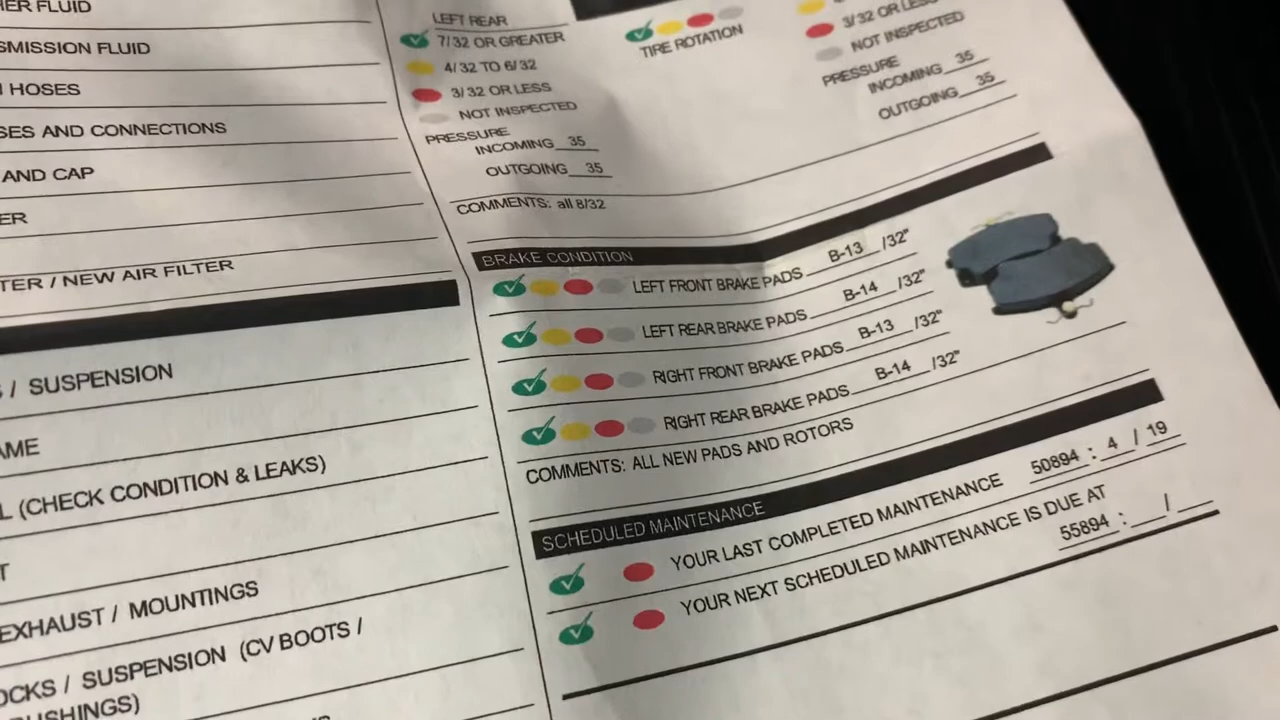 HER FLUID
SMISSION FLUID
HOSES
SES AND CONNECTIONS
AND CAP
ER
TER / NEW AIR FILTER
/ SUSPENSION
AME
L (CHECK CONDITION & LEAKS)
T
EXHAUST / MOUNTINGS
OCKS / SUSPENSION (CV BOOTS /
BUSHINGS)
LEFT REAR
7/32 OR GREATER
4/32 TO 6/32
3/32 OR LESS
NOT INSPECTED
PRESSURE
INCOMING 35
OUTGOING 35
TIRE ROTATION
3/32 OR LESS
NOT INSPECTED
PRESSURE
INCOMING 35
OUTGOING 35
COMMENTS: all 8/32
BRAKE CONDITION
LEFT FRONT BRAKE PADS B-13 /32"
LEFT REAR BRAKE PADS B-14 /32"
RIGHT FRONT BRAKE PADS B-13 /32"
RIGHT REAR BRAKE PADS B-14 /32"
COMMENTS: ALL NEW PADS AND ROTORS
SCHEDULED MAINTENANCE
YOUR LAST COMPLETED MAINTENANCE 50894 : 4 / 19
YOUR NEXT SCHEDULED MAINTENANCE IS DUE AT
55894 : __/__